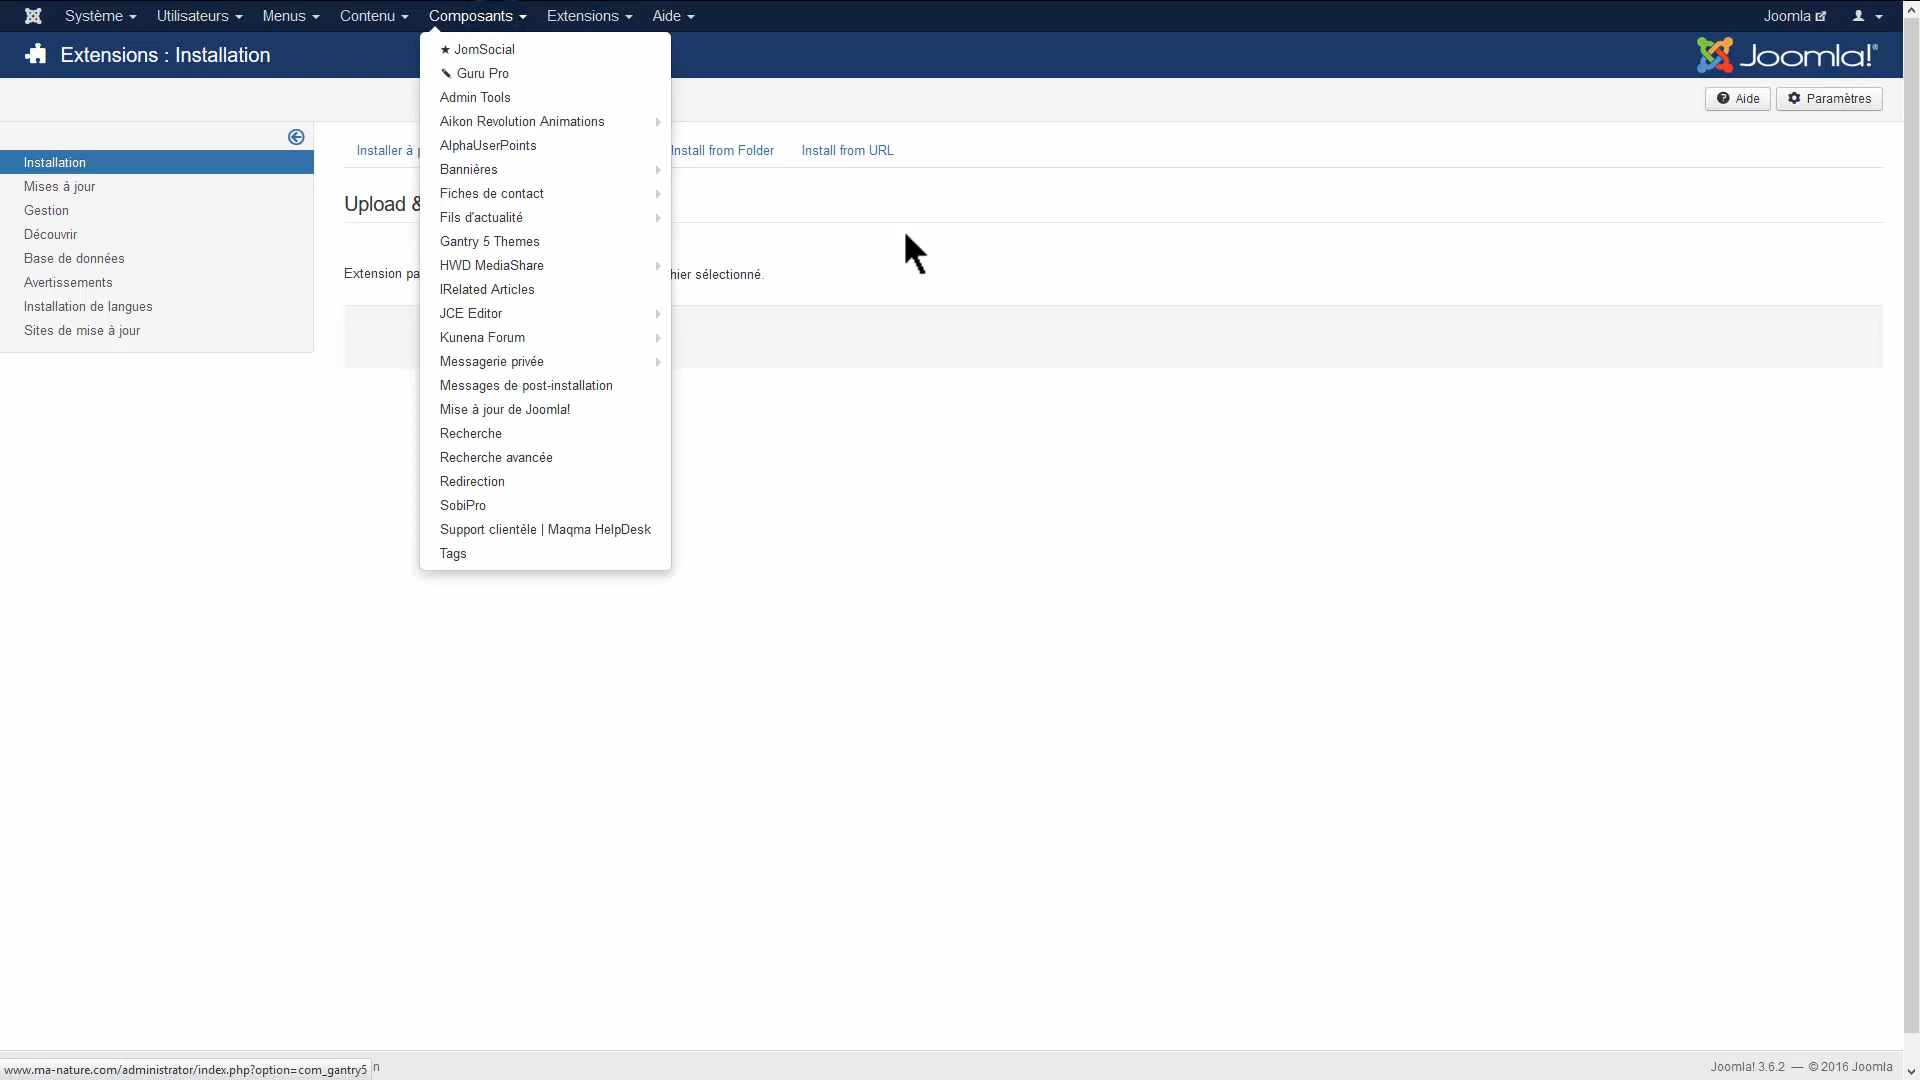 Système Utilisateurs Menus Contenu Composants Extensions Aide Joomla
Extensions : Installation
Joomla!®
Aide Paramètres
Installation
Mises à jour
Gestion
Découvrir
Base de données
Avertissements
Installation de langues
Sites de mise à jour
JomSocial
Guru Pro
Admin Tools
Aikon Revolution Animations
AlphaUserPoints
Bannières
Fiches de contact
Fils d'actualité
Gantry 5 Themes
HWD MediaShare
IRelated Articles
JCE Editor
Kunena Forum
Messagerie privée
Messages de post-installation
Mise à jour de Joomla!
Recherche
Recherche avancée
Redirection
SobiPro
Support clientèle | Maqma HelpDesk
Tags
Installer à Install from Folder Install from URL
Upload &
Extension sélectionné.
www.ma-nature.com/administrator/index.php?option=com_gantry5
Joomla! 3.6.2 — © 2016 Joomla